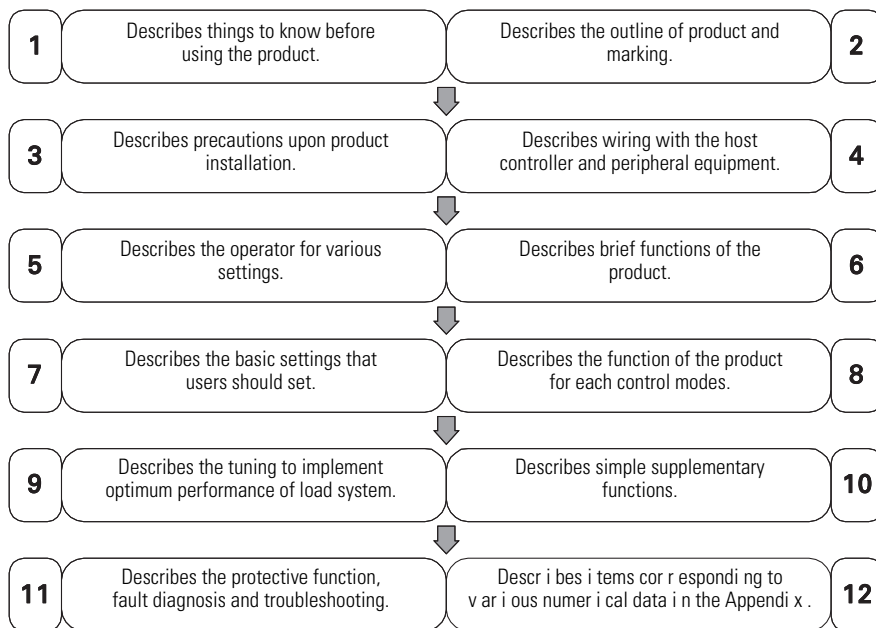 1
Describes things to know before
using the product.
Describes the outline of product and
marking.
2
3
Describes precautions upon product
installation.
Describes wiring with the host
controller and peripheral equipment.
4
5
Describes the operator for various
settings.
Describes brief functions of the
product.
6
7
Describes the basic settings that
users should set.
Describes the function of the product
for each control modes.
8
9
Describes the tuning to implement
optimum performance of load system.
Describes simple supplementary
functions.
10
11
Describes the protective function,
fault diagnosis and troubleshooting.
Descr i bes i tems cor r espondi ng to
v ar i ous numer i cal data i n the Appendi x .
12